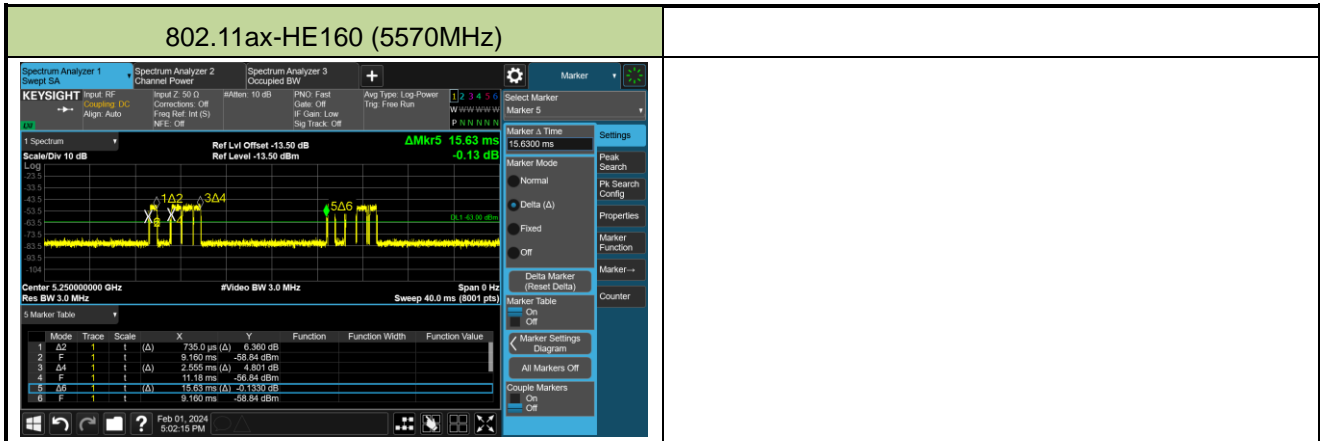 802.11ax-HE160 (5570MHz)
Spectrum Analyzer 1
Swept SA
Spectrum Analyzer 2
Channel Power
Spectrum Analyzer 3
Occupied BW
+
Marker
KEYSIGHT
Input: RF
Coupling: DC
Align: Auto
Input Z: 50 Ω
Corrections: Off
Freq Ref: Int (S)
NFE: Off
#Atten: 10 dB
PNO: Fast
Gate: Off
IF Gain: Low
Sig Track: Off
Avg Type: Log-Power
Trig: Free Run
1 2 3 4 5 6
W W W W W W
P N N N N N
Select Marker
Marker 5
1 Spectrum
Scale/Div 10 dB
Log
Ref Lvl Offset -13.50 dB
Ref Level -13.50 dBm
ΔMkr5 15.63 ms
-0.13 dB
-23.5
-33.5
-43.5
-53.5
-63.5
-73.5
-83.5
-93.5
-104
1Δ2
3Δ4
5Δ6
DL1 -63.00 dBm
Center 5.250000000 GHz
Res BW 3.0 MHz
#Video BW 3.0 MHz
Span 0 Hz
Sweep 40.0 ms (8001 pts)
Marker Δ Time
15.6300 ms
Marker Mode
Normal
Delta (Δ)
Fixed
Off
Delta Marker
(Reset Delta)
Marker Table
On
Off
Marker Settings
Diagram
All Markers Off
Couple Markers
On
Off
Settings
Peak
Search
Pk Search
Config
Properties
Marker
Function
Marker→
Counter
5 Marker Table
Mode Trace Scale X Y Function Function Width Function Value
1 Δ2 1 t (Δ) 735.0 µs (Δ) 6.360 dB
2 F 1 t 9.160 ms -58.84 dBm
3 Δ4 1 t (Δ) 2.555 ms (Δ) 4.801 dB
4 F 1 t 11.18 ms -56.84 dBm
5 Δ6 1 t (Δ) 15.63 ms (Δ) -0.1330 dB
6 F 1 t 9.160 ms -58.84 dBm
?
Feb 01, 2024
5:02:15 PM